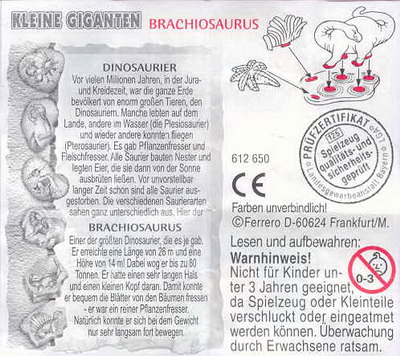 KLEINE GIGANTEN BRACHIOSAURUS
DINOSAURIER
Vor vielen Millionen Jahren, in der Jura-
und Kreidezeit, war die ganze Erde
bevölkert von enorm großen Tieren, den
Dinosauriern. Manche lebten auf dem
Lande, andere im Wasser (die Plesiosaurier)
und wieder andere konnten fliegen
(Pterosaurier). Es gab Pflanzenfresser und
Fleischfresser. Alle Saurier bauten Nester und
legten Eier, die sie dann von der Sonne
ausbrüten ließen. Vor unvorstellbar
langer Zeit schon sind alle Saurier aus-
gestorben. Die verschiedenen Saurierarten
sahen ganz unterschiedlich aus. Hier der
BRACHIOSAURUS
Einer der größten Dinosaurier, die es je gab.
Er erreichte eine Länge von 26 m und eine
Höhe von 14 m! Dabei wog er bis zu 80
Tonnen. Er hatte einen sehr langen Hals
und einen kleinen Kopf daran. Damit konnte
er bequem die Blätter von den Bäumen fressen
- er war ein reiner Pflanzenfresser.
Natürlich konnte er sich bei dem Gewicht
nur sehr langsam fort bewegen.
PRÜFZERTIFIKAT
LGA
Landesgewerbeanstalt Bayern
Spielzeug
qualitäts- und
sicherheits-
geprüft
612 650
CE
Farben unverbindlich!
©Ferrero D-60624 Frankfurt/M.
Lesen und aufbewahren:
Warnhinweis!
Nicht für Kinder un-
ter 3 Jahren geeignet,
da Spielzeug oder Kleinteile
verschluckt oder eingeatmet
werden können. Überwachung
durch Erwachsene ratsam.
0-3